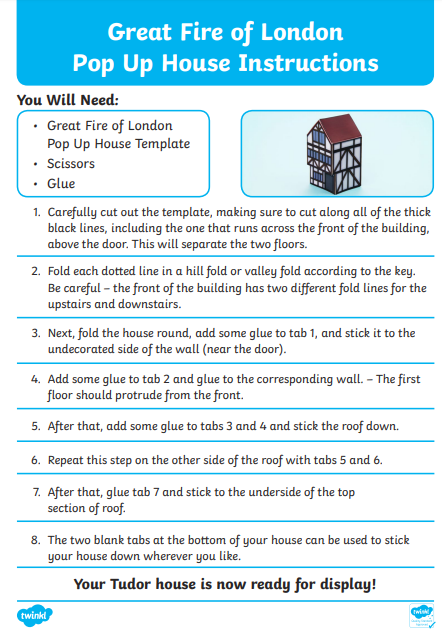 Great Fire of London
Pop Up House Instructions
You Will Need:
• Great Fire of London
Pop Up House Template
• Scissors
• Glue
1. Carefully cut out the template, making sure to cut along all of the thick
black lines, including the one that runs across the front of the building,
above the door. This will separate the two floors.
2. Fold each dotted line in a hill fold or valley fold according to the key.
Be careful – the front of the building has two different fold lines for the
upstairs and downstairs.
3. Next, fold the house round, add some glue to tab 1, and stick it to the
undecorated side of the wall (near the door).
4. Add some glue to tab 2 and glue to the corresponding wall. – The first
floor should protrude from the front.
5. After that, add some glue to tabs 3 and 4 and stick the roof down.
6. Repeat this step on the other side of the roof with tabs 5 and 6.
7. After that, glue tab 7 and stick to the underside of the top
section of roof.
8. The two blank tabs at the bottom of your house can be used to stick
your house down wherever you like.
Your Tudor house is now ready for display!
twinkl
twinkl